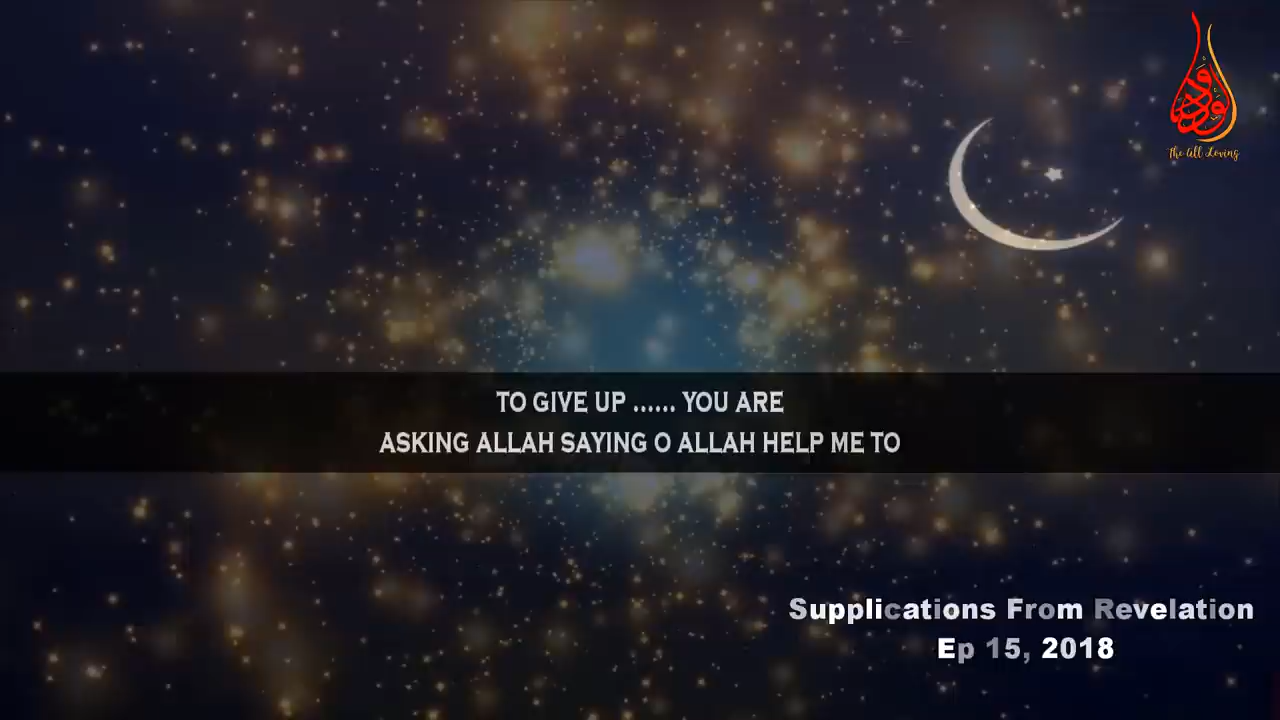 الودود
The All Loving
TO GIVE UP ...... YOU ARE
ASKING ALLAH SAYING O ALLAH HELP ME TO
Supplications From Revelation
Ep 15, 2018